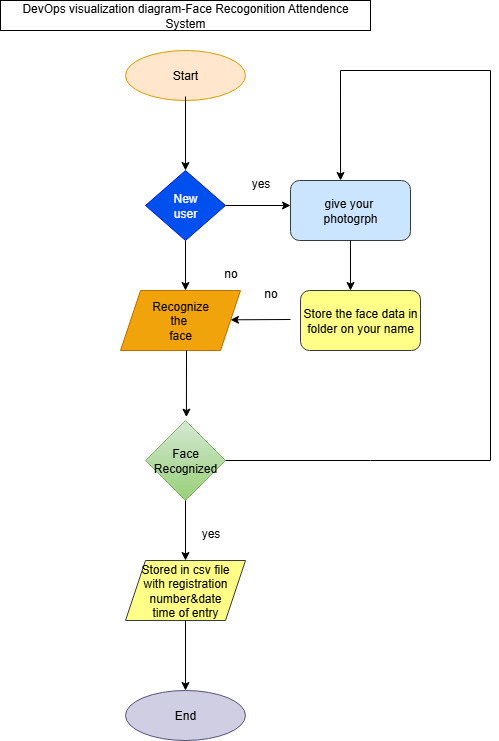 DevOps visualization diagram-Face Recogonition Attendence
System
Start
yes
New
user
give your
photogrph
no
no
Recognize
the
face
Store the face data in
folder on your name
Face
Recognized
yes
Stored in csv file
with registration
number&date
time of entry
End